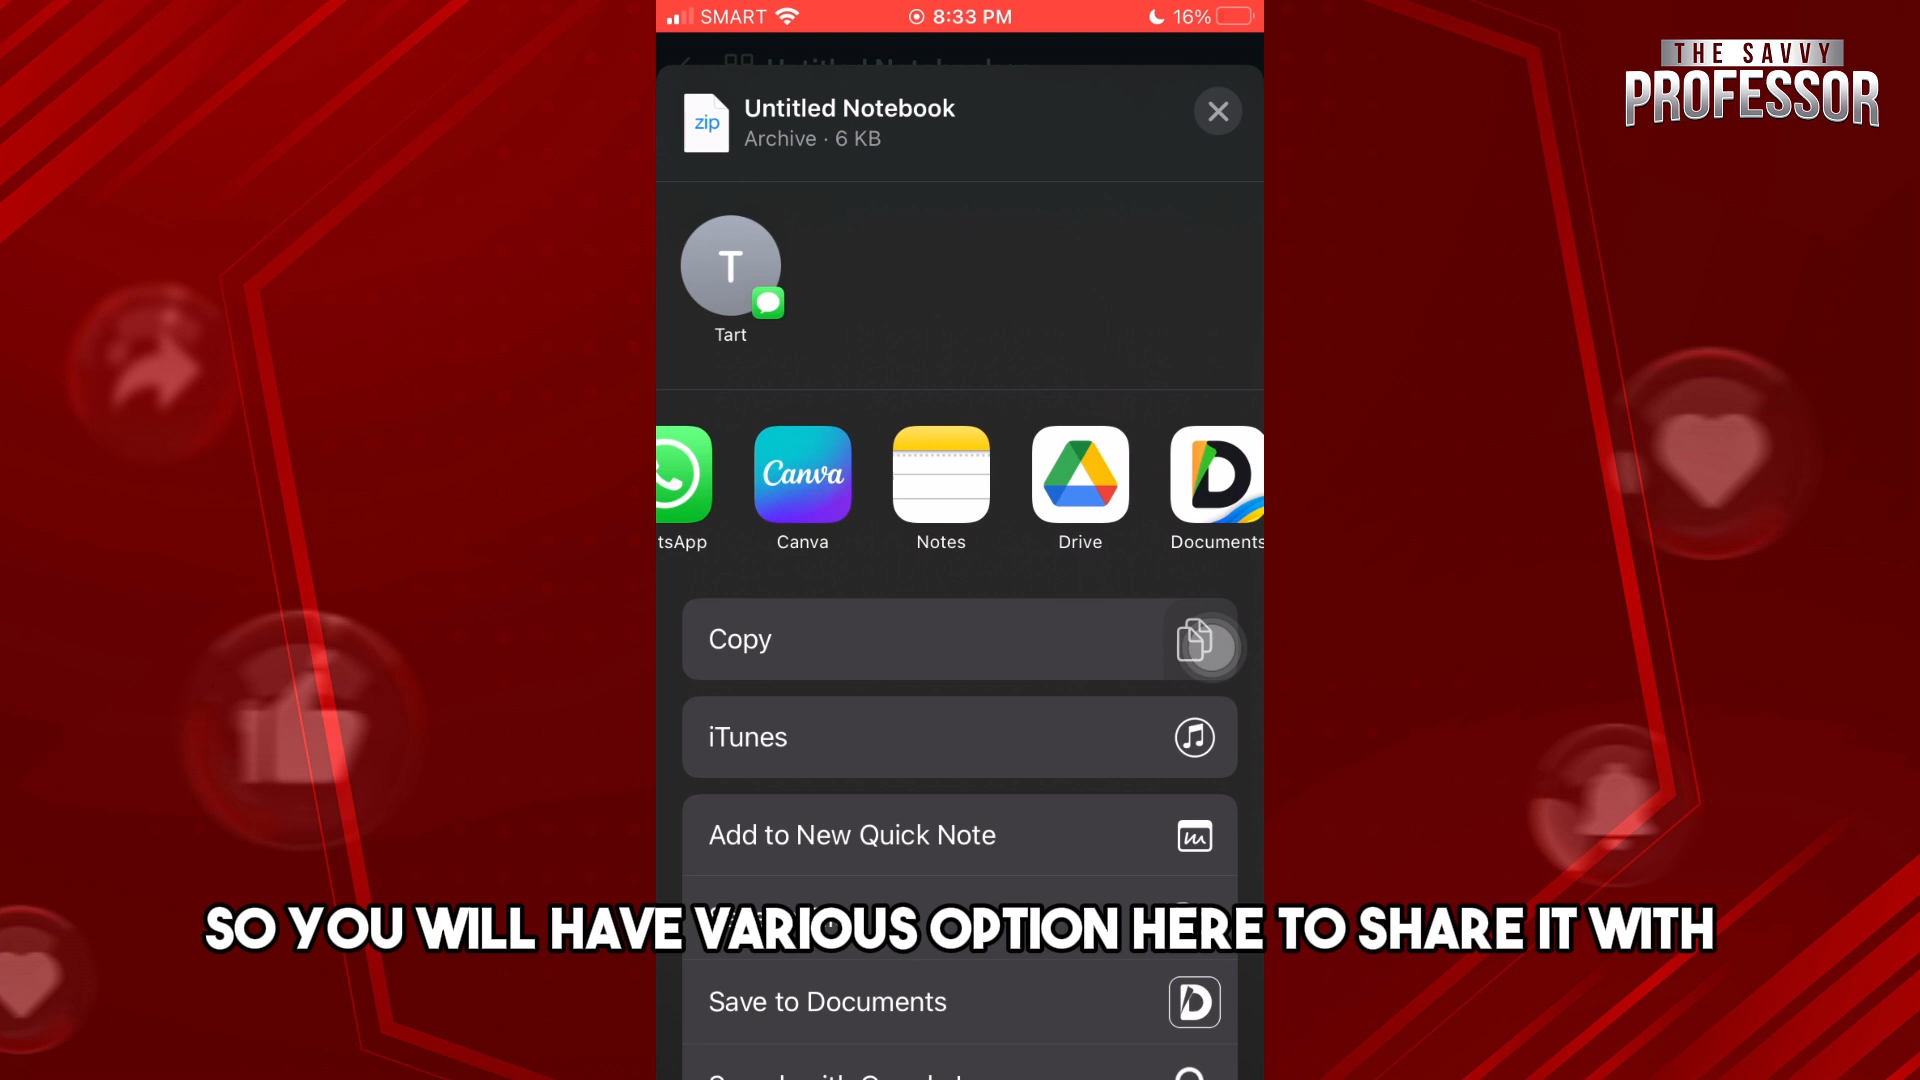 SMART 8:33 PM 16%
THE SAVVY
PROFESSOR
Untitled Notebook
zip
Archive · 6 KB
T
Tart
Canva
tsApp Canva Notes Drive Documents
Copy
iTunes
Add to New Quick Note
SO YOU WILL HAVE VARIOUS OPTION HERE TO SHARE IT WITH
Save to Documents